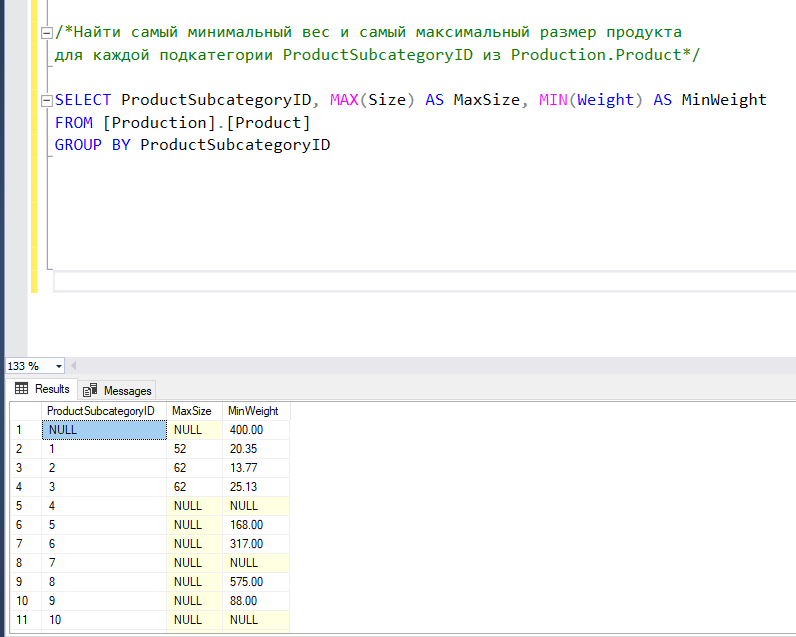 /*Найти самый минимальный вес и самый максимальный размер продукта
для каждой подкатегории ProductSubcategoryID из Production.Product*/
SELECT ProductSubcategoryID, MAX(Size) AS MaxSize, MIN(Weight) AS MinWeight
FROM [Production].[Product]
GROUP BY ProductSubcategoryID
133 %
Results Messages
ProductSubcategoryID MaxSize MinWeight
1 NULL NULL 400.00
2 1 52 20.35
3 2 62 13.77
4 3 62 25.13
5 4 NULL NULL
6 5 NULL 168.00
7 6 NULL 317.00
8 7 NULL NULL
9 8 NULL 575.00
10 9 NULL 88.00
11 10 NULL NULL